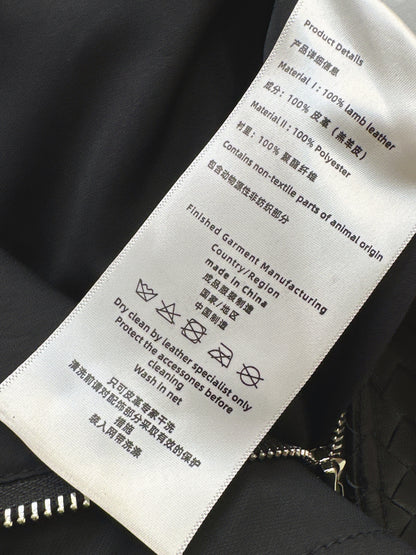 Product Details
产品详细信息
Material Ⅰ: 100% lamb leather
成分: 100% 皮革 (羔羊皮)
Material Ⅱ: 100% Polyester
衬里: 100% 聚酯纤维
Contains non-textile parts of animal origin
包含动物源性非纺织部分
Finished Garment Manufacturing
Country/Region
made in China
成品服装制造
国家/地区
中国制造
Dry clean by leather specialist only
Protect the accessones before
cleaning
Wash in net
只可皮革专家干洗
清洗前请对配饰部分采取有效的保护
措施
装入网带洗涤